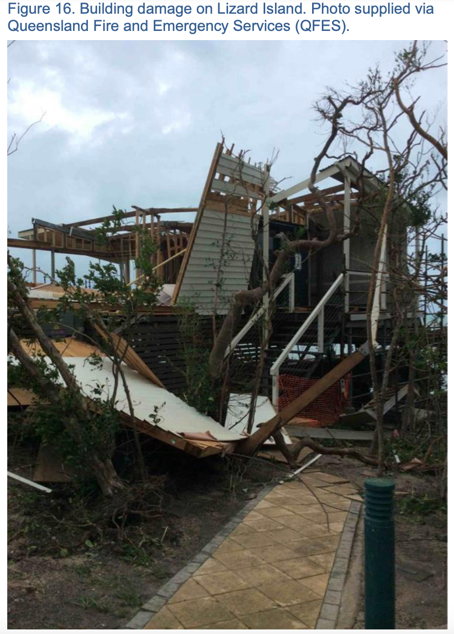 Figure 16. Building damage on Lizard Island. Photo supplied via
Queensland Fire and Emergency Services (QFES).